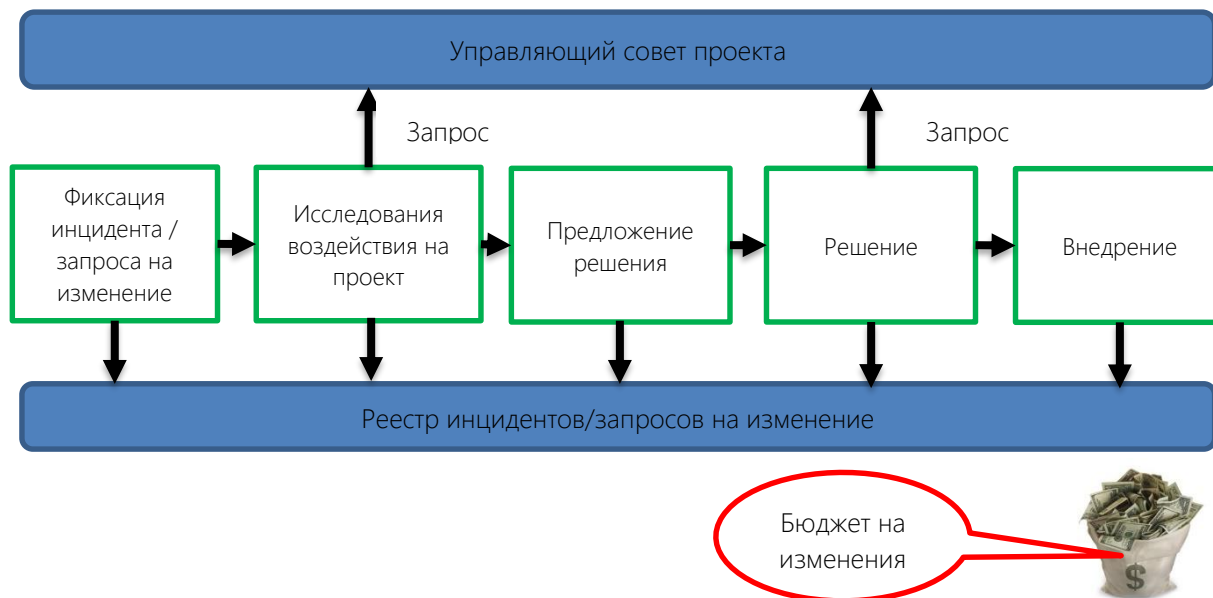 Управляющий совет проекта
Запрос
Запрос
Фиксация
инцидента /
запроса на
изменение
Исследования
воздействия на
проект
Предложение
решения
Решение
Внедрение
Реестр инцидентов/запросов на изменение
Бюджет на
изменения
$